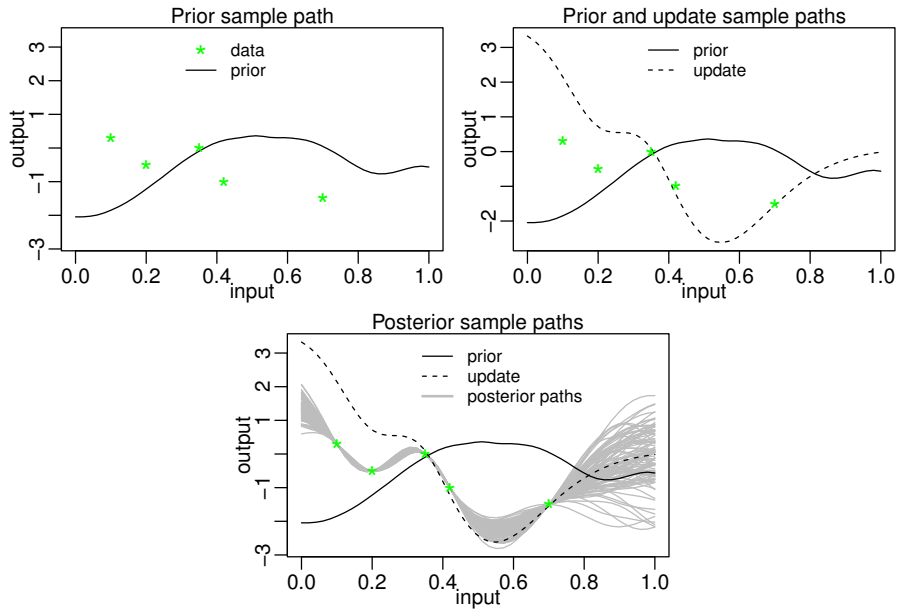 Prior sample path
* data
prior
3
2
1
−1
−3
output
0.0 0.2 0.4 0.6 0.8 1.0
input
Prior and update sample paths
prior
update
3
2
0
−2
output
0.0 0.2 0.4 0.6 0.8 1.0
input
Posterior sample paths
prior
update
posterior paths
3
2
1
−1
−3
output
0.0 0.2 0.4 0.6 0.8 1.0
input